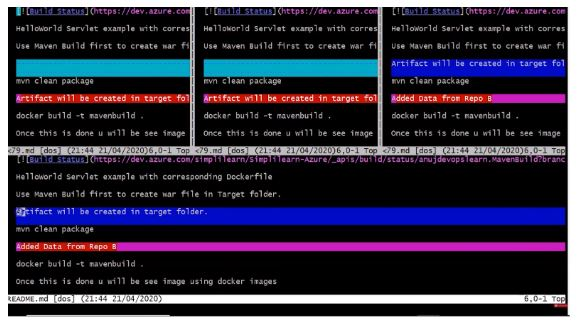 [![Build Status](https://dev.azure.com
HelloWorld Servlet example with corres
Use Maven Build first to create war fi
mvn clean package
Artifact will be created in target fol
docker build -t mavenbuild .
Once this is done u will be see image
<79.md [dos] (21:44 21/04/2020)6,0-1 Top
[![Build Status](https://dev.azure.com
HelloWorld Servlet example with corres
Use Maven Build first to create war fi
mvn clean package
Artifact will be created in target fol
docker build -t mavenbuild .
Once this is done u will be see image
<79.md [dos] (21:44 21/04/2020)6,0-1 Top
[![Build Status](https://dev.azure.com
HelloWorld Servlet example with corres
Use Maven Build first to create war fi
Artifact will be created in target fol
mvn clean package
Added Data from Repo B
docker build -t mavenbuild .
Once this is done u will be see image
<79.md [dos] (21:44 21/04/2020)6,0-1 Top
[![Build Status](https://dev.azure.com/simplilearn/Simplilearn-Azure/_apis/build/status/anujdevopslearn.MavenBuild?branc
HelloWorld Servlet example with corresponding Dockerfile
Use Maven Build first to create war file in Target folder.
Artifact will be created in target folder.
mvn clean package
Added Data from Repo B
docker build -t mavenbuild .
Once this is done u will be see image using docker images
README.md [dos] (21:44 21/04/2020) 6,0-1 Top